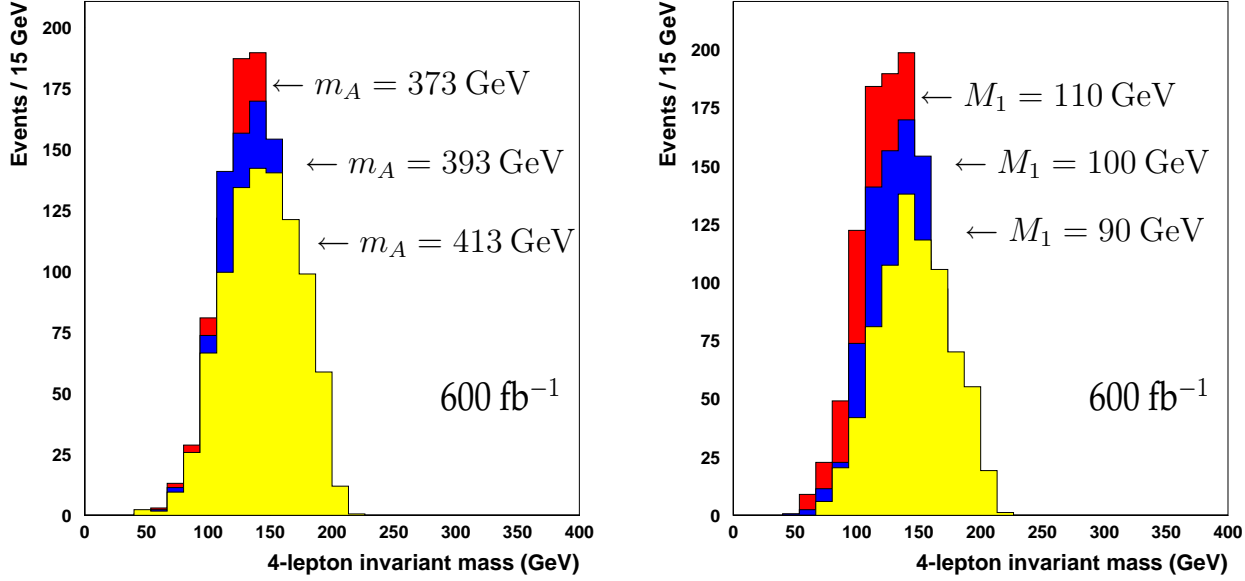 Events / 15 GeV
200
175
150
125
100
75
50
25
0
← m_A = 373 GeV
← m_A = 393 GeV
← m_A = 413 GeV
600 fb⁻¹
0 50 100 150 200 250 300 350 400
4-lepton invariant mass (GeV)
Events / 15 GeV
200
175
150
125
100
75
50
25
0
← M₁ = 110 GeV
← M₁ = 100 GeV
← M₁ = 90 GeV
600 fb⁻¹
0 50 100 150 200 250 300 350 400
4-lepton invariant mass (GeV)